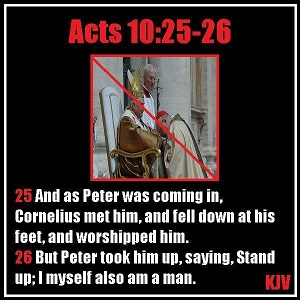 Acts 10:25-26
25 And as Peter was coming in,
Cornelius met him, and fell down at his
feet, and worshipped him.
26 But Peter took him up, saying, Stand
up; I myself also am a man.
KJV